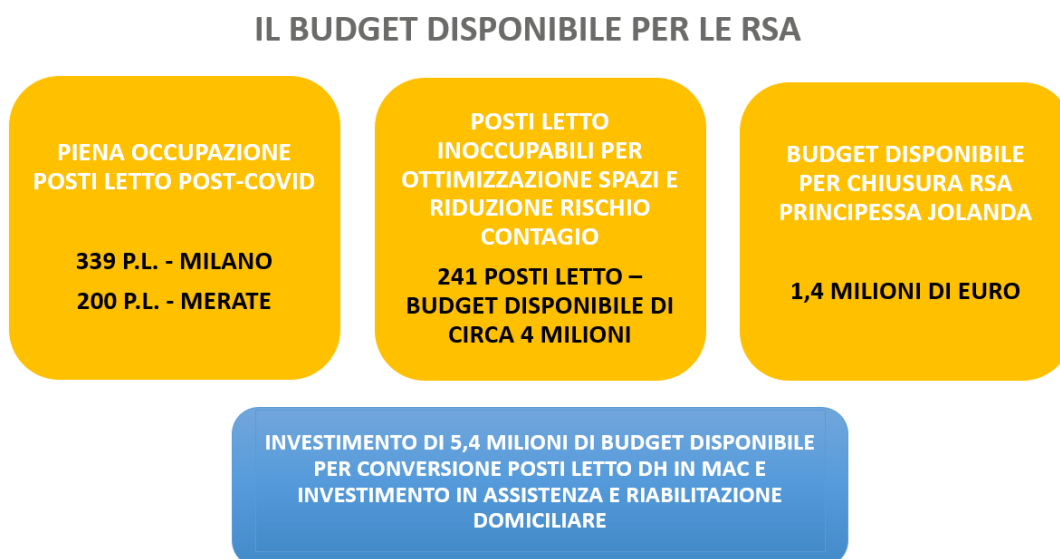 IL BUDGET DISPONIBILE PER LE RSA
PIENA OCCUPAZIONE
POSTI LETTO POST-COVID
339 P.L. - MILANO
200 P.L. - MERATE
POSTI LETTO
INOCCUPABILI PER
OTTIMIZZAZIONE SPAZI E
RIDUZIONE RISCHIO
CONTAGIO
241 POSTI LETTO –
BUDGET DISPONIBILE DI
CIRCA 4 MILIONI
BUDGET DISPONIBILE
PER CHIUSURA RSA
PRINCIPESSA JOLANDA
1,4 MILIONI DI EURO
INVESTIMENTO DI 5,4 MILIONI DI BUDGET DISPONIBILE
PER CONVERSIONE POSTI LETTO DH IN MAC E
INVESTIMENTO IN ASSISTENZA E RIABILITAZIONE
DOMICILIARE